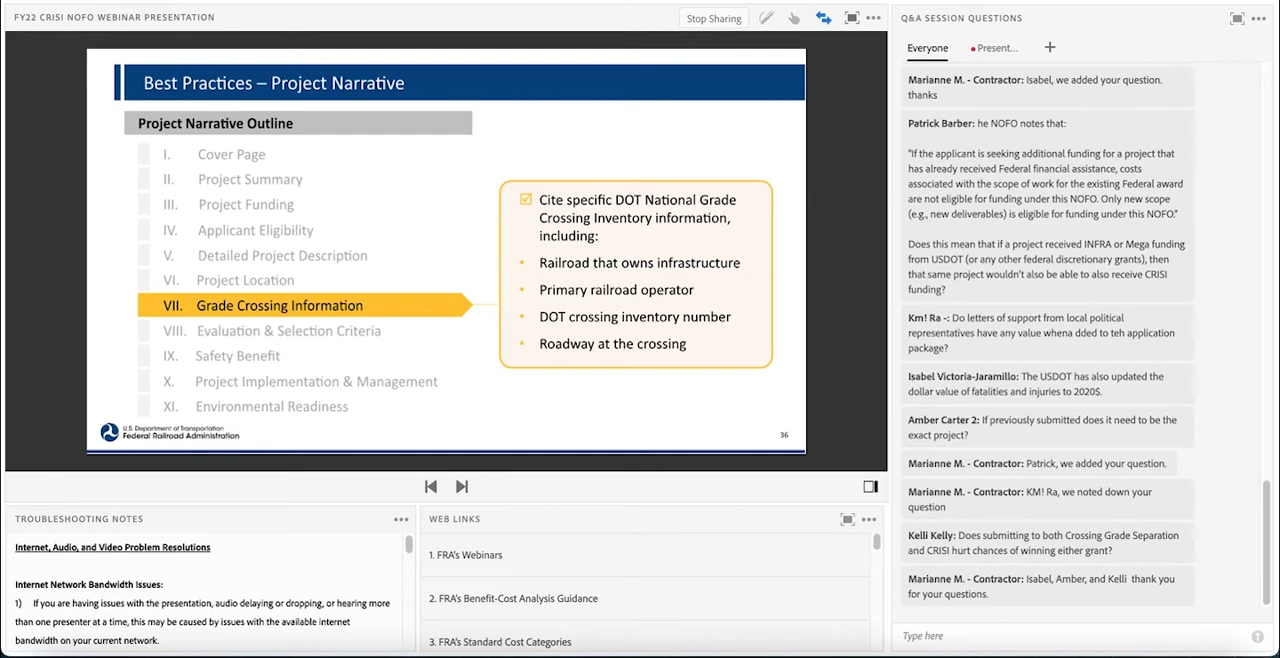 FY22 CRISI NOFO WEBINAR PRESENTATION
Stop Sharing
Best Practices – Project Narrative
Project Narrative Outline
I. Cover Page
II. Project Summary
III. Project Funding
IV. Applicant Eligibility
V. Detailed Project Description
VI. Project Location
VII. Grade Crossing Information
VIII. Evaluation & Selection Criteria
IX. Safety Benefit
X. Project Implementation & Management
XI. Environmental Readiness
Cite specific DOT National Grade
Crossing Inventory information,
including:
• Railroad that owns infrastructure
• Primary railroad operator
• DOT crossing inventory number
• Roadway at the crossing
U.S. Department of Transportation
Federal Railroad Administration
36
TROUBLESHOOTING NOTES
Internet, Audio, and Video Problem Resolutions
Internet Network Bandwidth Issues:
1) If you are having issues with the presentation, audio delaying or dropping, or hearing more
than one presenter at a time, this may be caused by issues with the available internet
bandwidth on your current network.
WEB LINKS
1. FRA's Webinars
2. FRA's Benefit-Cost Analysis Guidance
3. FRA's Standard Cost Categories
Q&A SESSION QUESTIONS
Everyone
Present...
Marianne M. - Contractor: Isabel, we added your question.
thanks
Patrick Barber: he NOFO notes that:
"If the applicant is seeking additional funding for a project that
has already received Federal financial assistance, costs
associated with the scope of work for the existing Federal award
are not eligible for funding under this NOFO. Only new scope
(e.g., new deliverables) is eligible for funding under this NOFO."
Does this mean that if a project received INFRA or Mega funding
from USDOT (or any other federal discretionary grants), then
that same project wouldn't also be able to also receive CRISI
funding?
Km! Ra -: Do letters of support from local political
representatives have any value whena dded to teh application
package?
Isabel Victoria-Jaramillo: The USDOT has also updated the
dollar value of fatalities and injuries to 2020$.
Amber Carter 2: If previously submitted does it need to be the
exact project?
Marianne M. - Contractor: Patrick, we added your question.
Marianne M. - Contractor: KM! Ra, we noted down your
question
Kelli Kelly: Does submitting to both Crossing Grade Separation
and CRISI hurt chances of winning either grant?
Marianne M. - Contractor: Isabel, Amber, and Kelli thank you
for your questions.
Type here